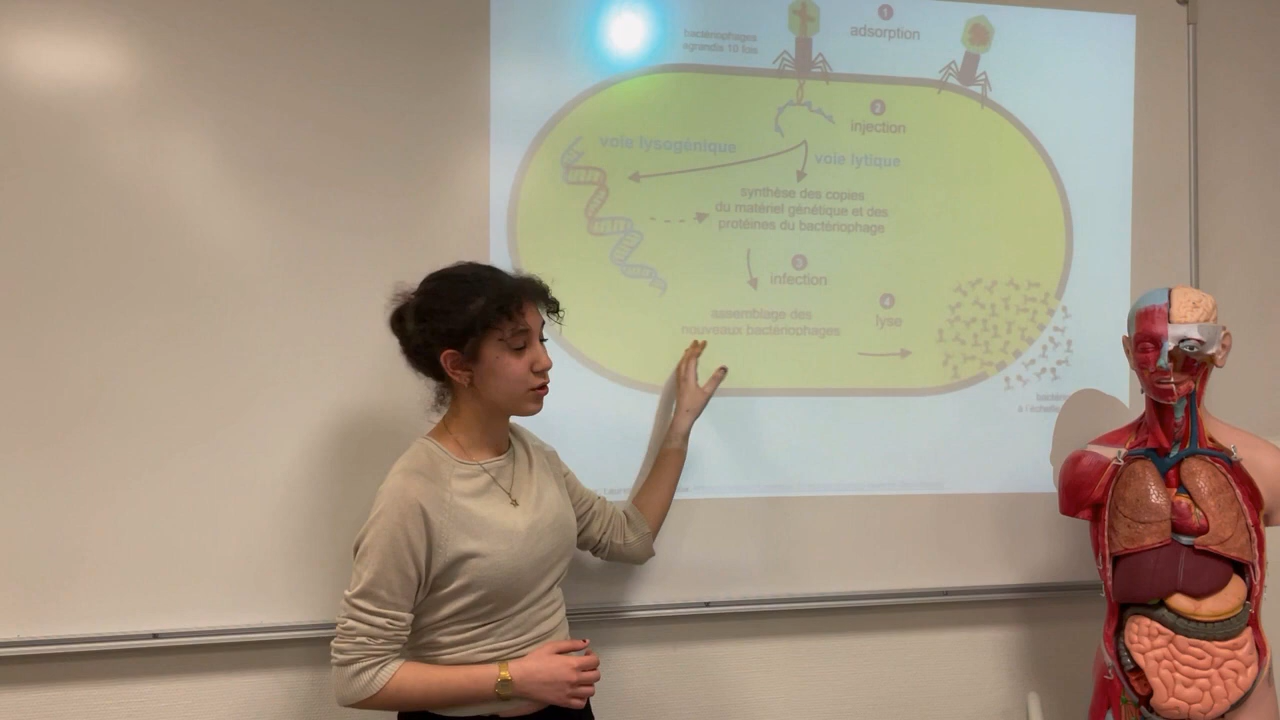 bactériophages
agrandis 10 fois
1
adsorption
2
injection
voie lysogénique
voie lytique
synthèse des copies
du matériel génétique et des
protéines du bactériophage
3
infection
assemblage des
nouveaux bactériophages
4
lyse
à l'échelle